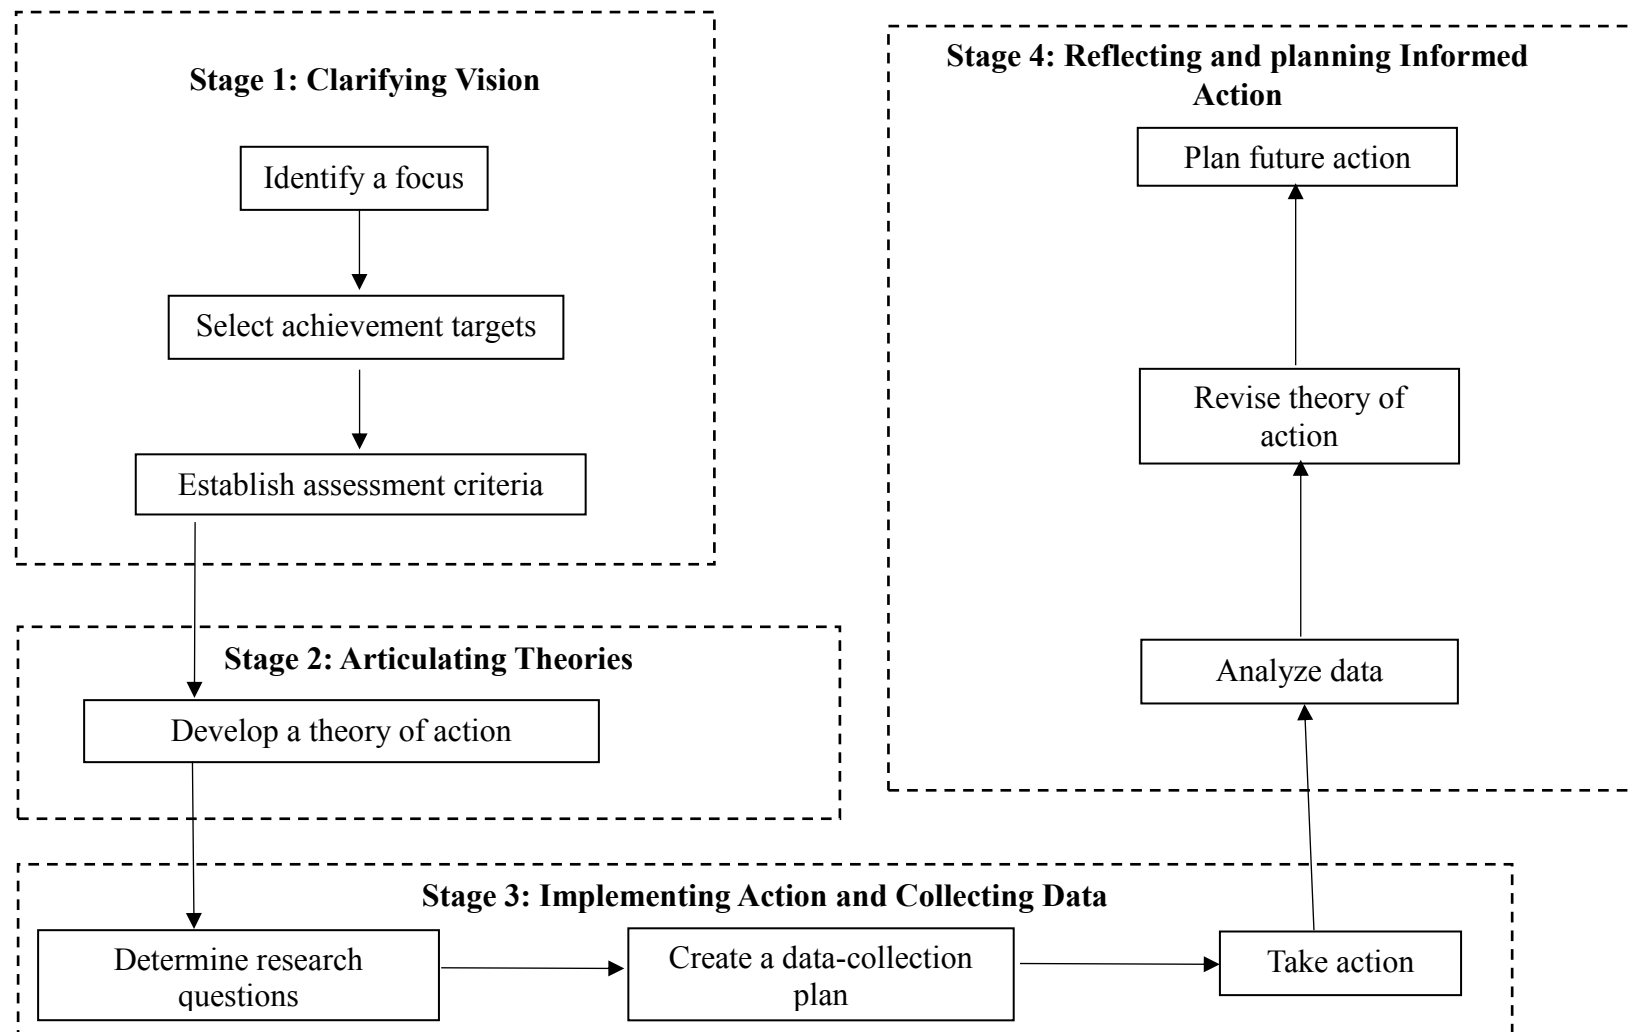 Stage 1: Clarifying Vision
Identify a focus
Select achievement targets
Establish assessment criteria
Stage 2: Articulating Theories
Develop a theory of action
Stage 3: Implementing Action and Collecting Data
Determine research
questions
Create a data-collection
plan
Take action
Stage 4: Reflecting and planning Informed
Action
Plan future action
Revise theory of
action
Analyze data